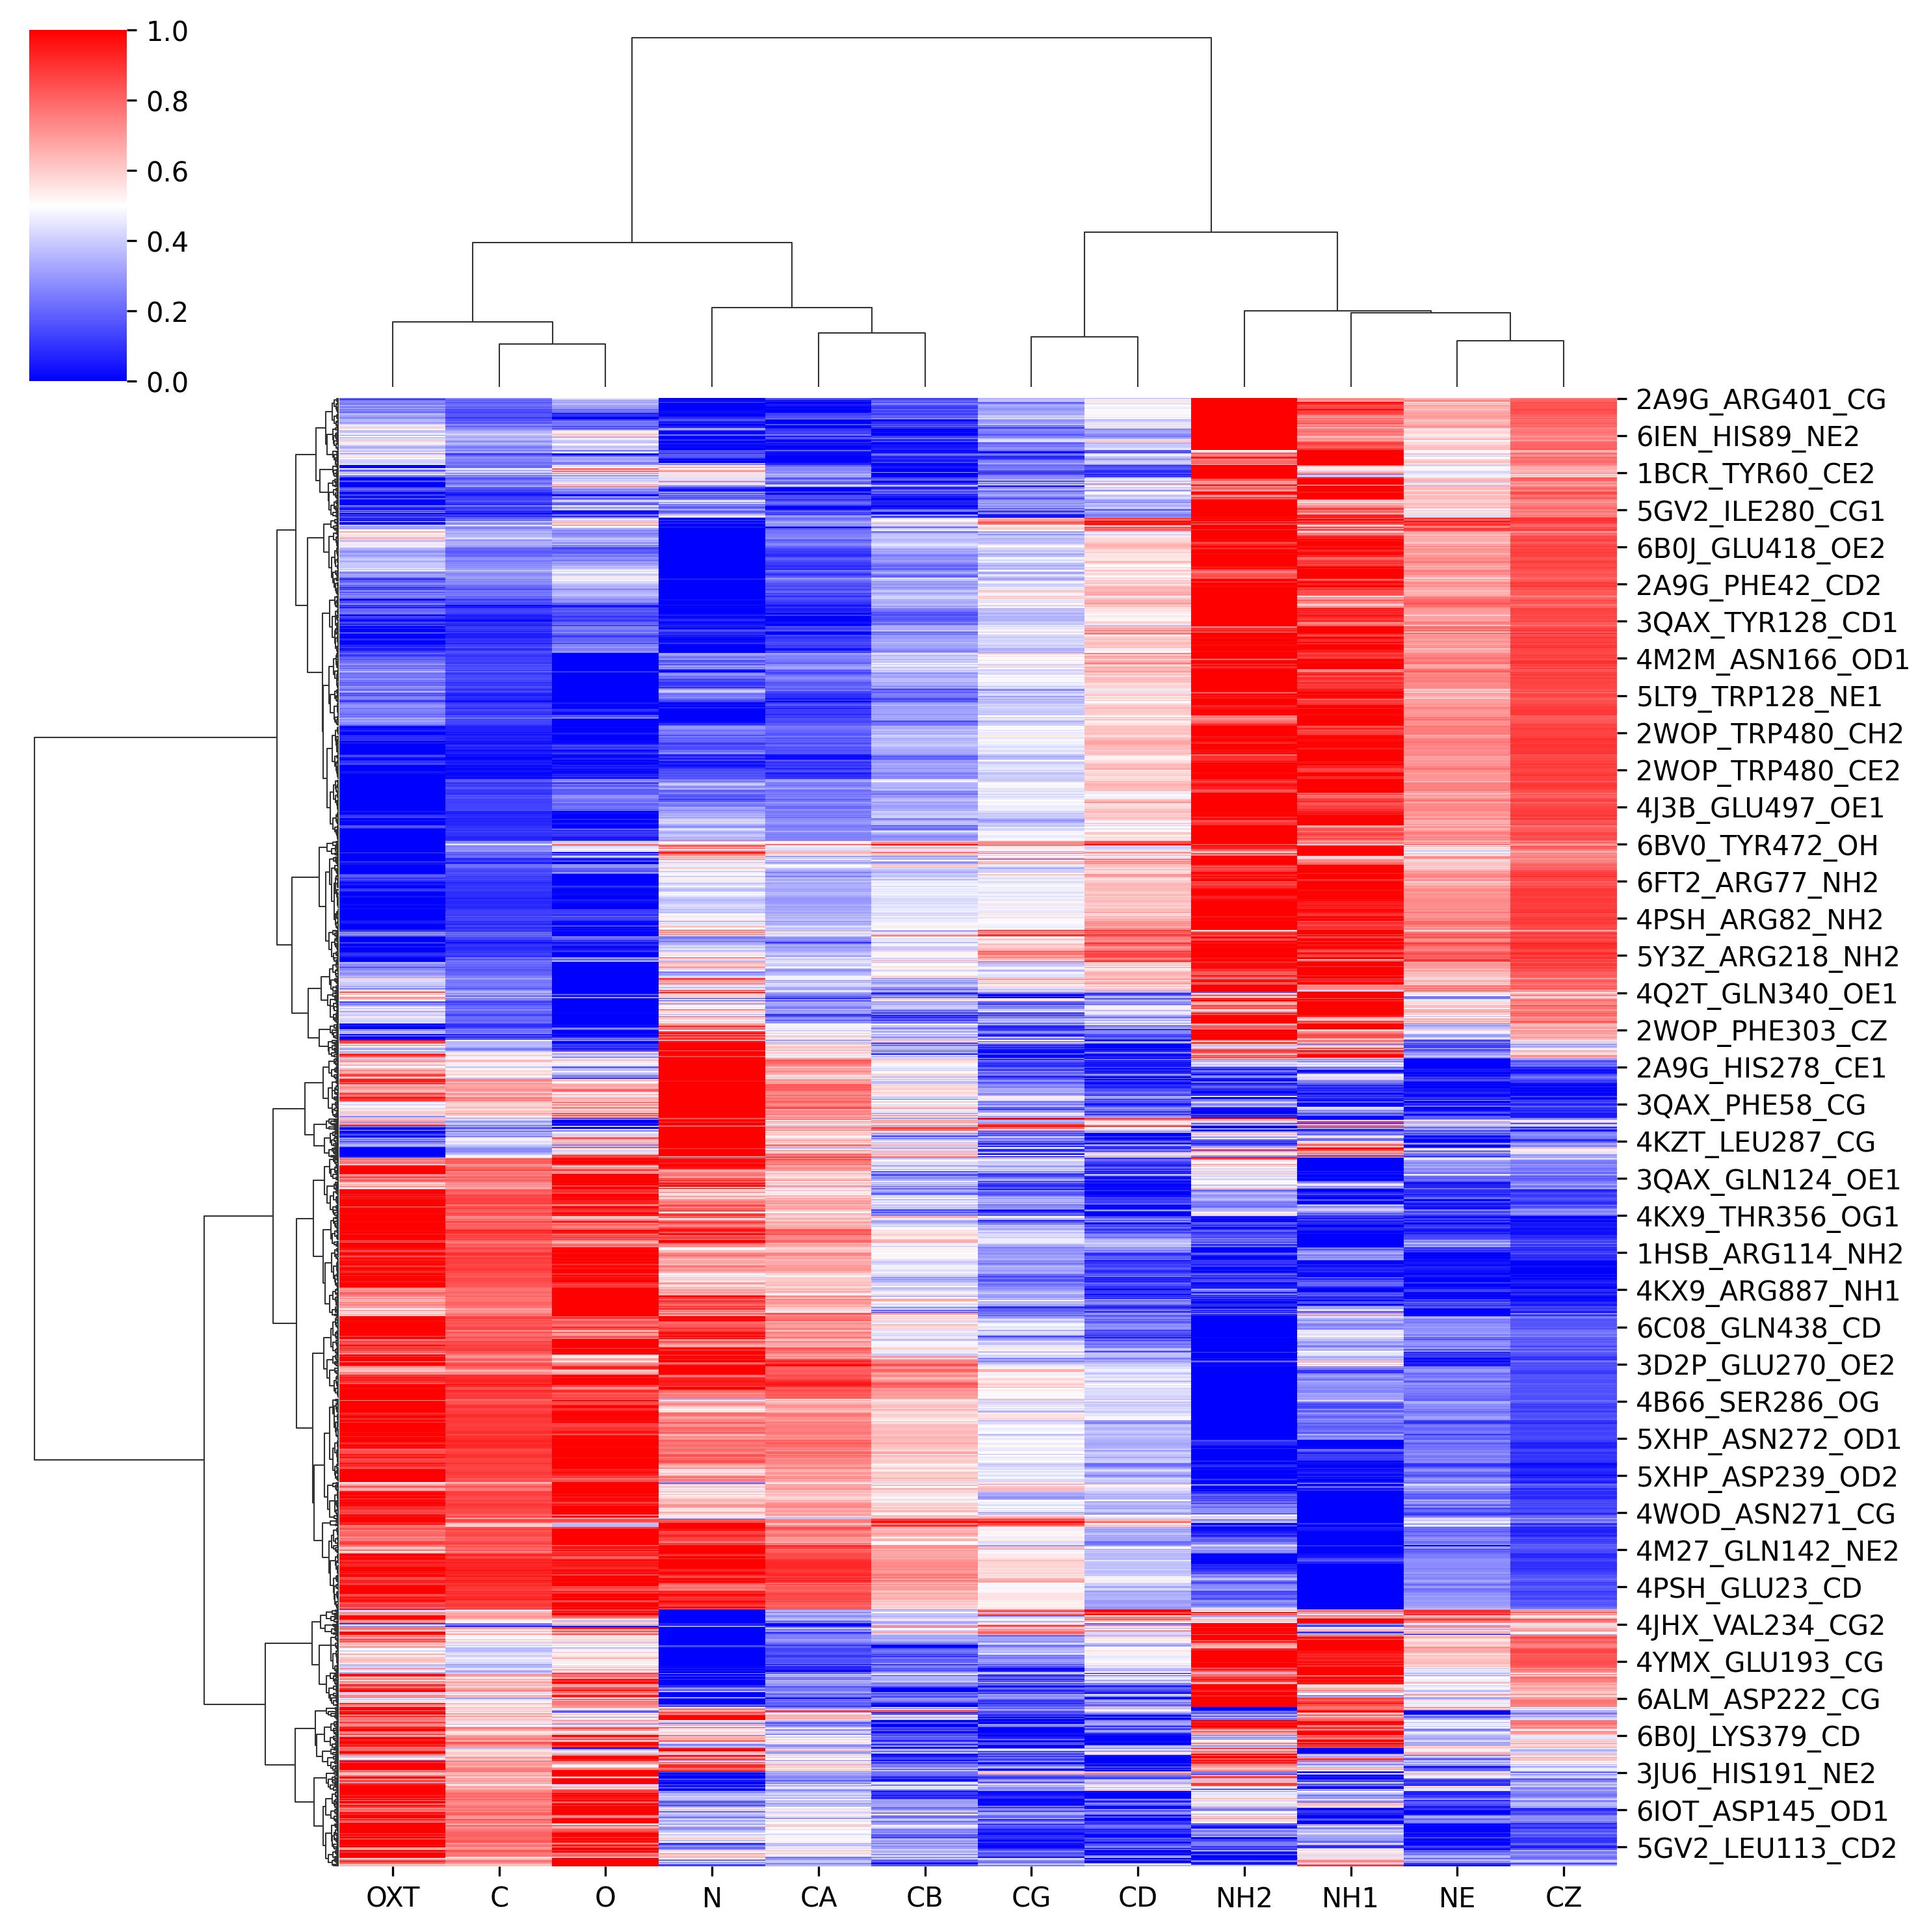 1.0
0.8
0.6
0.4
0.2
0.0
2A9G_ARG401_CG
6IEN_HIS89_NE2
1BCR_TYR60_CE2
5GV2_ILE280_CG1
6B0J_GLU418_OE2
2A9G_PHE42_CD2
3QAX_TYR128_CD1
4M2M_ASN166_OD1
5LT9_TRP128_NE1
2WOP_TRP480_CH2
2WOP_TRP480_CE2
4J3B_GLU497_OE1
6BV0_TYR472_OH
6FT2_ARG77_NH2
4PSH_ARG82_NH2
5Y3Z_ARG218_NH2
4Q2T_GLN340_OE1
2WOP_PHE303_CZ
2A9G_HIS278_CE1
3QAX_PHE58_CG
4KZT_LEU287_CG
3QAX_GLN124_OE1
4KX9_THR356_OG1
1HSB_ARG114_NH2
4KX9_ARG887_NH1
6C08_GLN438_CD
3D2P_GLU270_OE2
4B66_SER286_OG
5XHP_ASN272_OD1
5XHP_ASP239_OD2
4WOD_ASN271_CG
4M27_GLN142_NE2
4PSH_GLU23_CD
4JHX_VAL234_CG2
4YMX_GLU193_CG
6ALM_ASP222_CG
6B0J_LYS379_CD
3JU6_HIS191_NE2
6IOT_ASP145_OD1
5GV2_LEU113_CD2
OXT C O N CA CB CG CD NH2 NH1 NE CZ